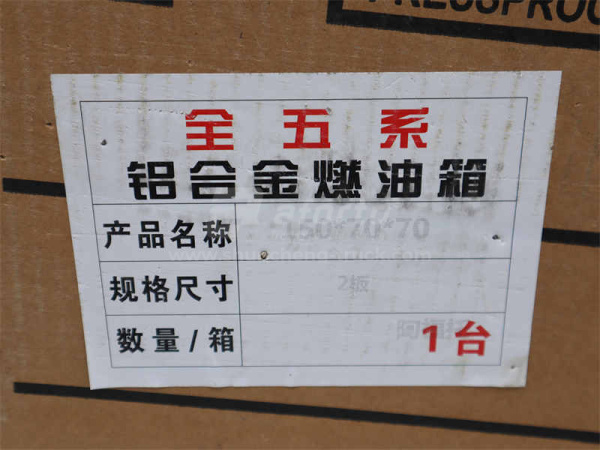 全五系
铝合金燃油箱
产品名称 150*70*70
规格尺寸 2板
数量/箱 1台